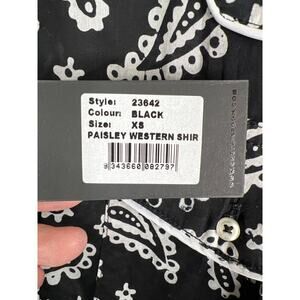 Style: 23642
Colour: BLACK
Size: XS
PAISLEY WESTERN SHIR
9 343660 082797